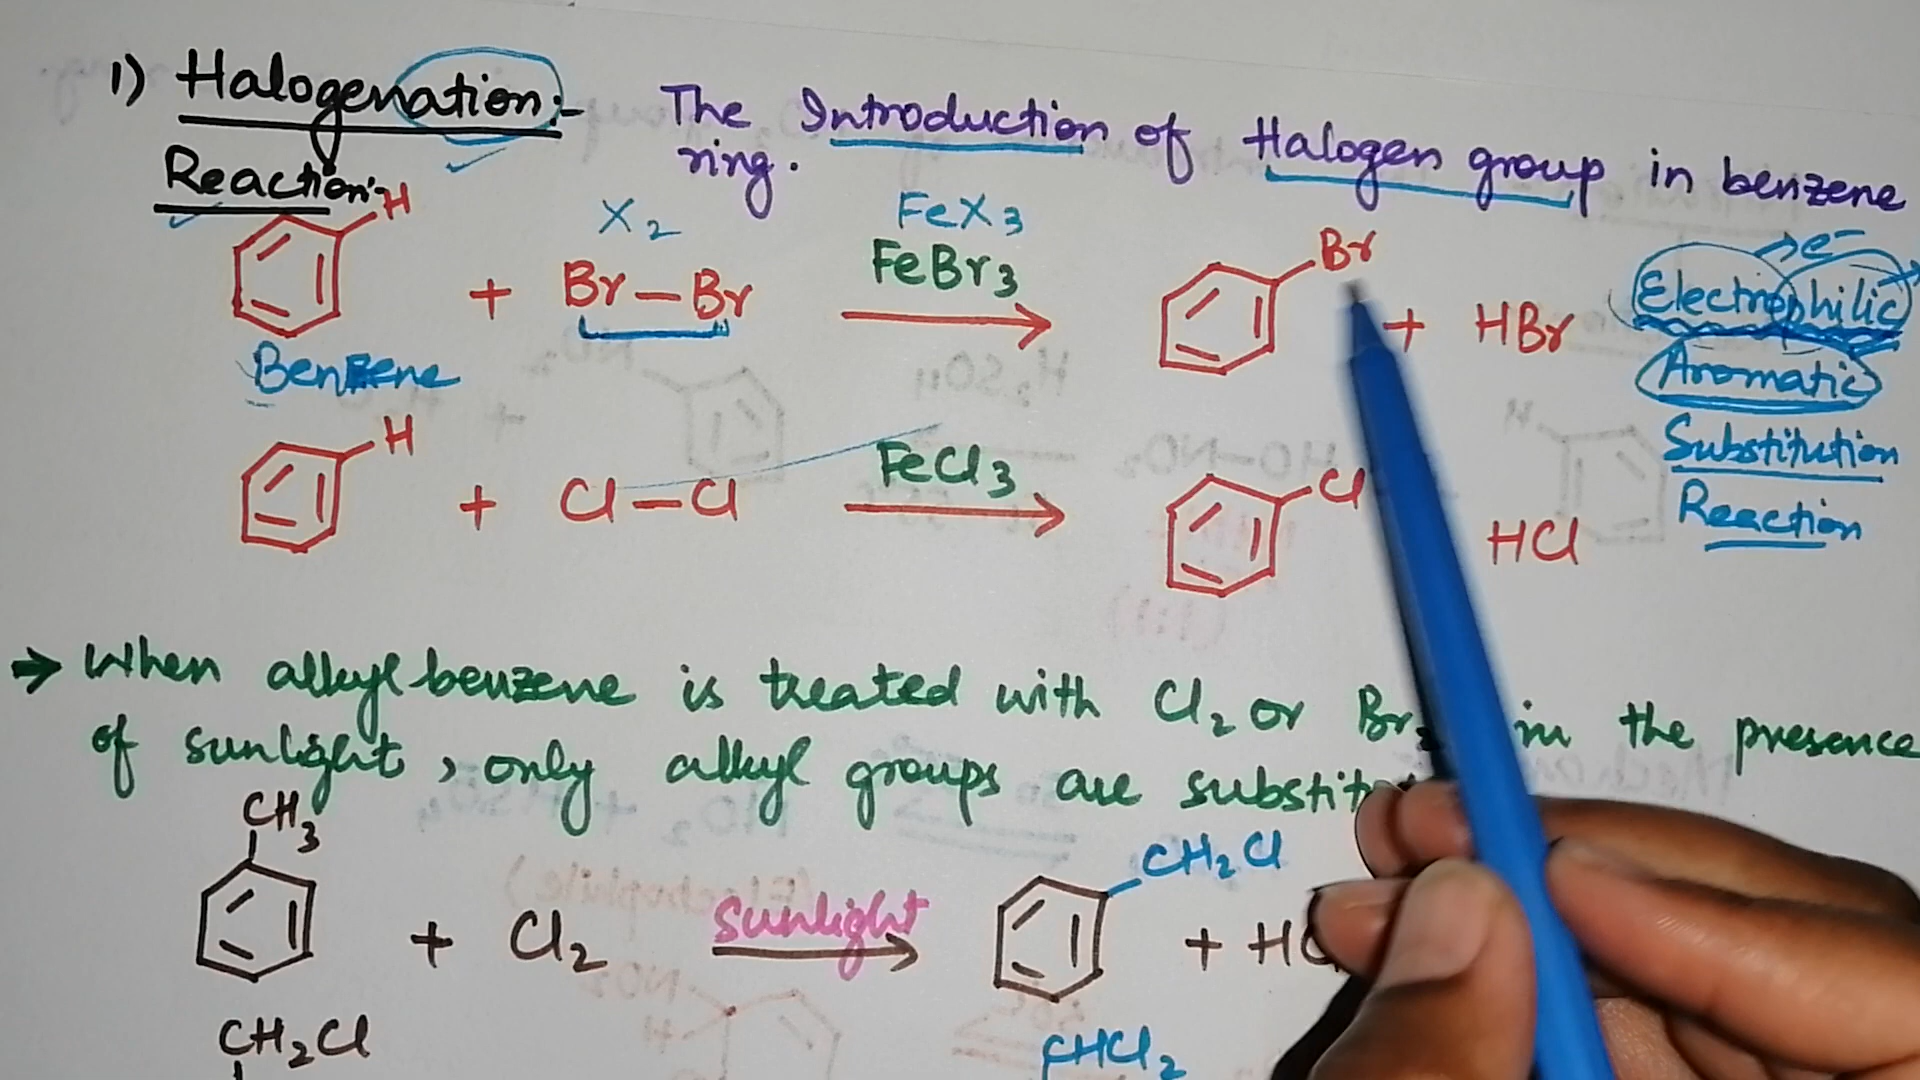 1) Halogenation:- The Introduction of Halogen group in benzene
Reaction:- ring.
H
X2 FeX3
+ Br-Br FeBr3 Br + HBr
Benzene
Electrophilic → e-
Aromatic
Substitution
Reaction
H
+ Cl-Cl FeCl3 Cl HCl
→ When alkyl benzene is treated with Cl2 or Br2 in the presence
of sunlight, only alkyl groups are
CH3
+ Cl2 Sunlight CH2Cl +
CH2Cl CHCl2